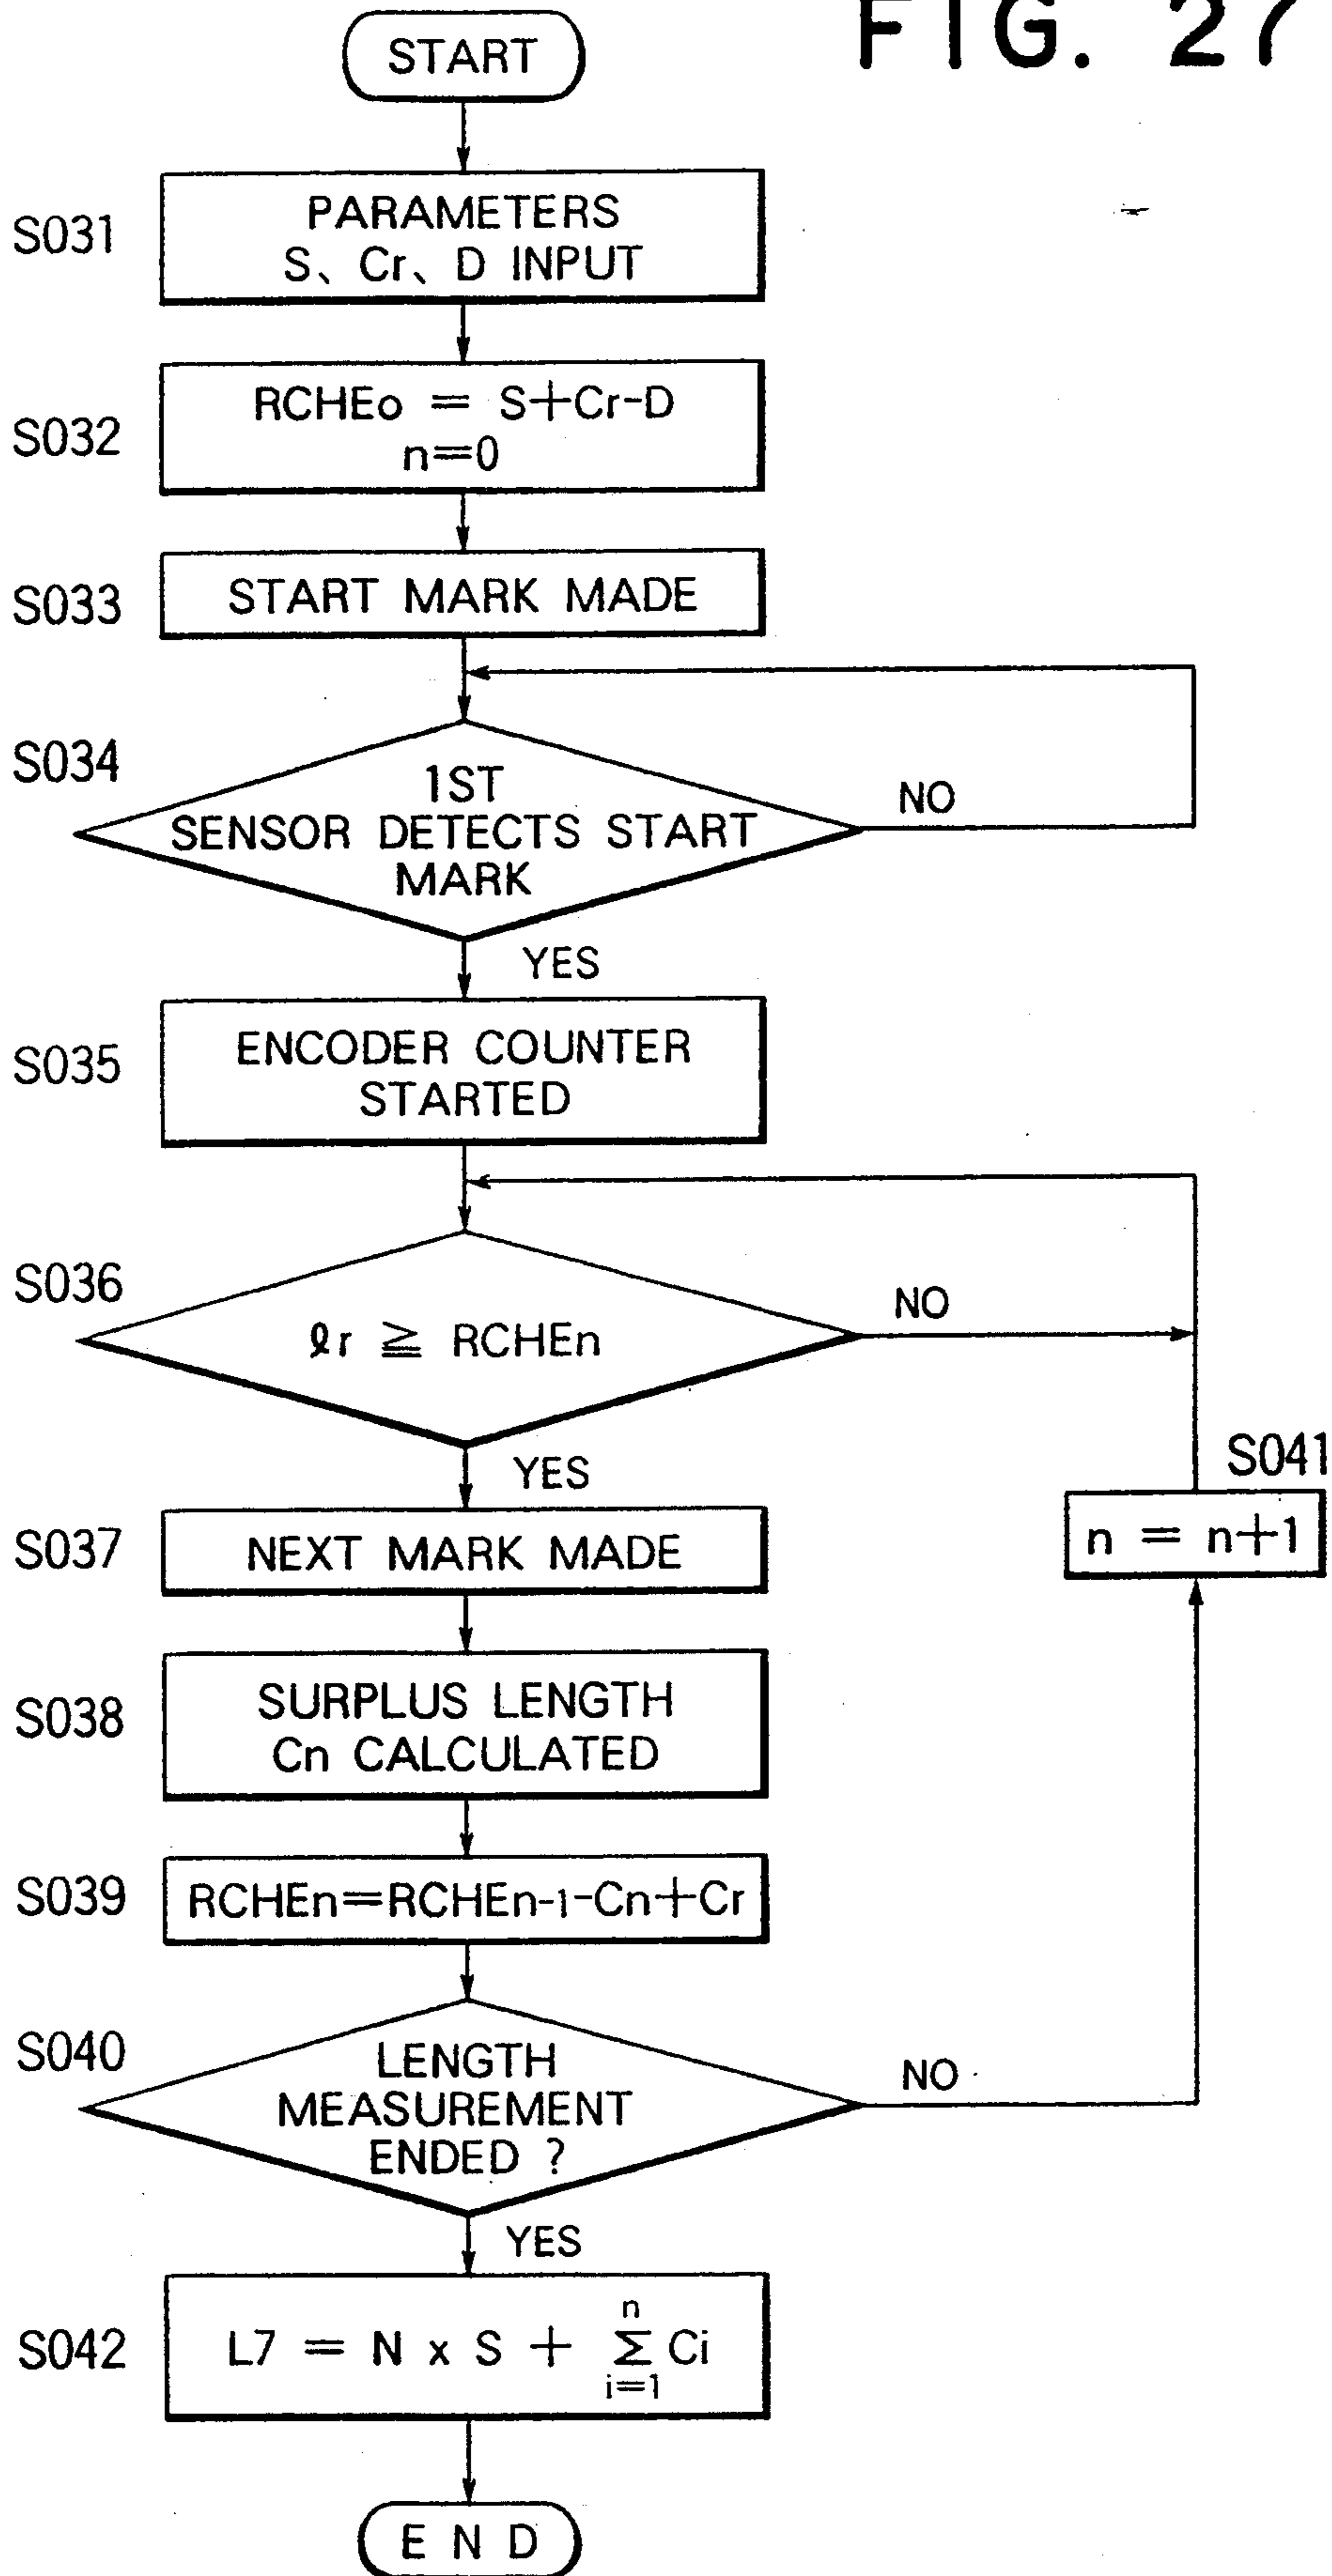 FIG. 27
START
S031
PARAMETERS
S、Cr、D INPUT
S032
RCHEo = S+Cr-D
n=0
S033
START MARK MADE
S034
1ST
SENSOR DETECTS START
MARK
NO
YES
S035
ENCODER COUNTER
STARTED
S036
ℓr ≧ RCHEn
NO
YES
S041
n = n+1
S037
NEXT MARK MADE
S038
SURPLUS LENGTH
Cn CALCULATED
S039
RCHEn=RCHEn-1-Cn+Cr
S040
LENGTH
MEASUREMENT
ENDED ?
NO
YES
S042
L7 = N x S + n Σ i=1 Ci
END